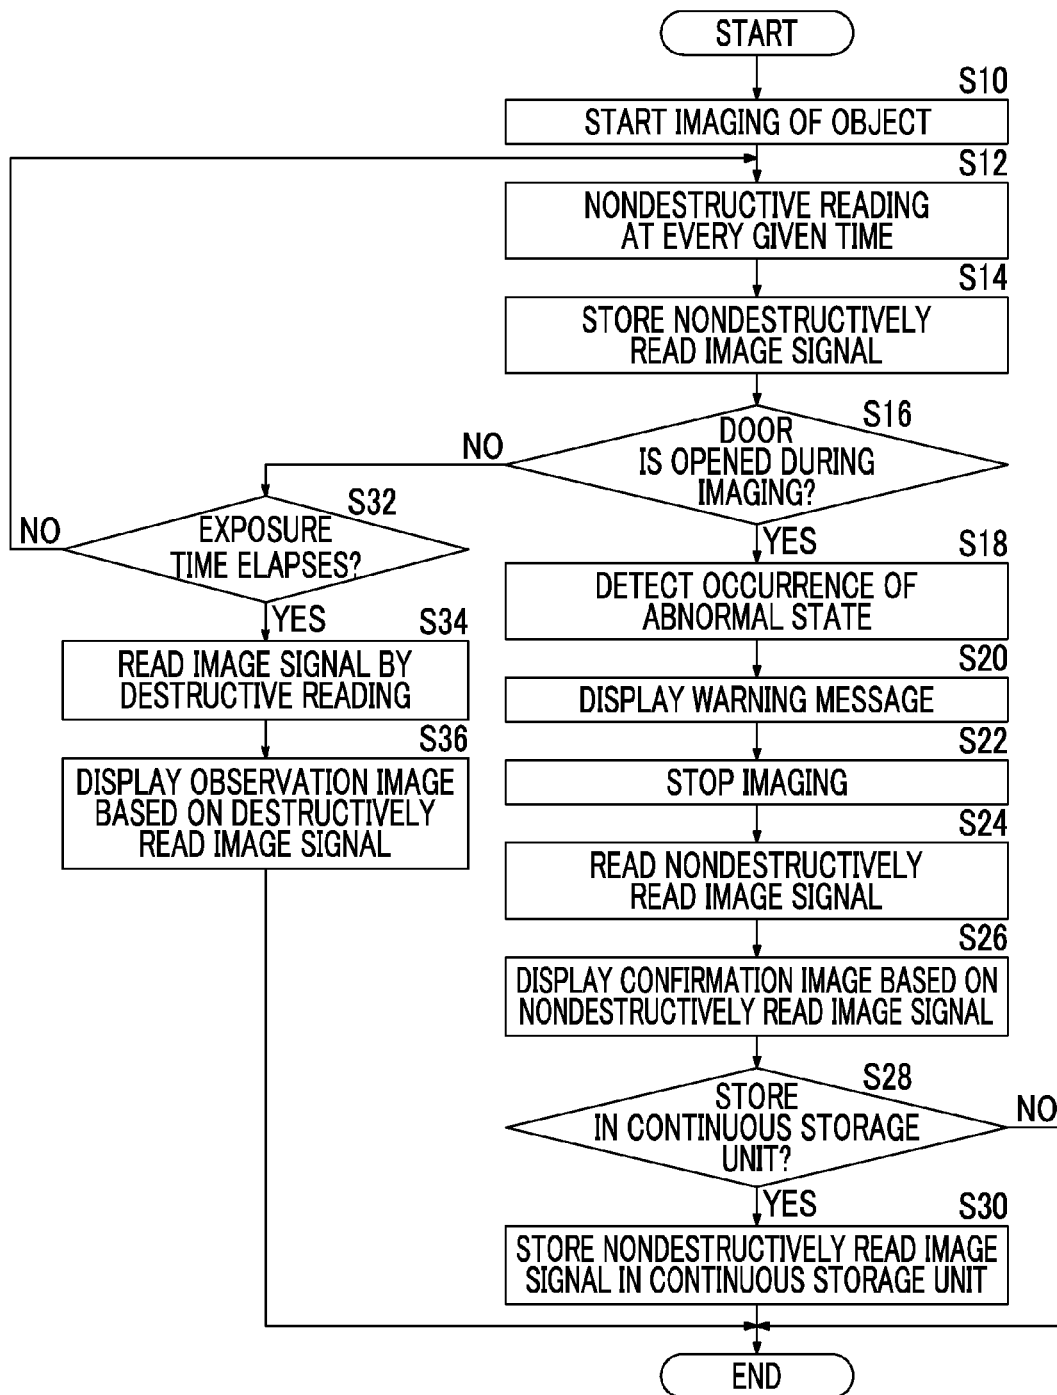 START
S10
START IMAGING OF OBJECT
S12
NONDESTRUCTIVE READING
AT EVERY GIVEN TIME
S14
STORE NONDESTRUCTIVELY
READ IMAGE SIGNAL
S16
DOOR
IS OPENED DURING
IMAGING?
NO
YES
S32
EXPOSURE
TIME ELAPSES?
NO
YES
S34
READ IMAGE SIGNAL BY
DESTRUCTIVE READING
S36
DISPLAY OBSERVATION IMAGE
BASED ON DESTRUCTIVELY
READ IMAGE SIGNAL
S18
DETECT OCCURRENCE OF
ABNORMAL STATE
S20
DISPLAY WARNING MESSAGE
S22
STOP IMAGING
S24
READ NONDESTRUCTIVELY
READ IMAGE SIGNAL
S26
DISPLAY CONFIRMATION IMAGE BASED ON
NONDESTRUCTIVELY READ IMAGE SIGNAL
S28
STORE
IN CONTINUOUS STORAGE
UNIT?
NO
YES
S30
STORE NONDESTRUCTIVELY READ IMAGE
SIGNAL IN CONTINUOUS STORAGE UNIT
END